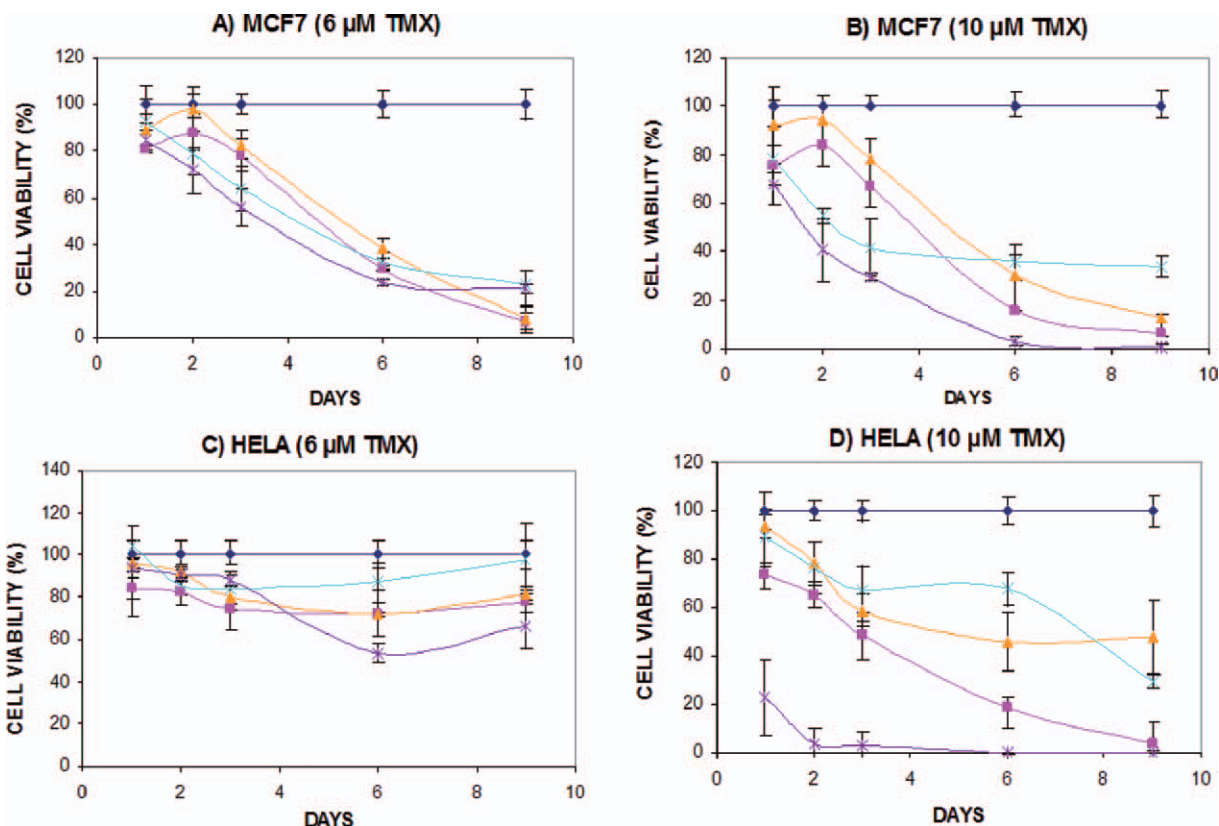 A) MCF7 (6 µM TMX)
CELL VIABILITY (%)
120
100
80
60
40
20
0
0 2 4 6 8 10
DAYS
B) MCF7 (10 µM TMX)
CELL VIABILITY (%)
120
100
80
60
40
20
0
0 2 4 6 8 10
DAYS
C) HELA (6 µM TMX)
CELL VIABILITY (%)
140
120
100
80
60
40
20
0
0 2 4 6 8 10
DAYS
D) HELA (10 µM TMX)
CELL VIABILITY (%)
120
100
80
60
40
20
0
0 2 4 6 8 10
DAYS